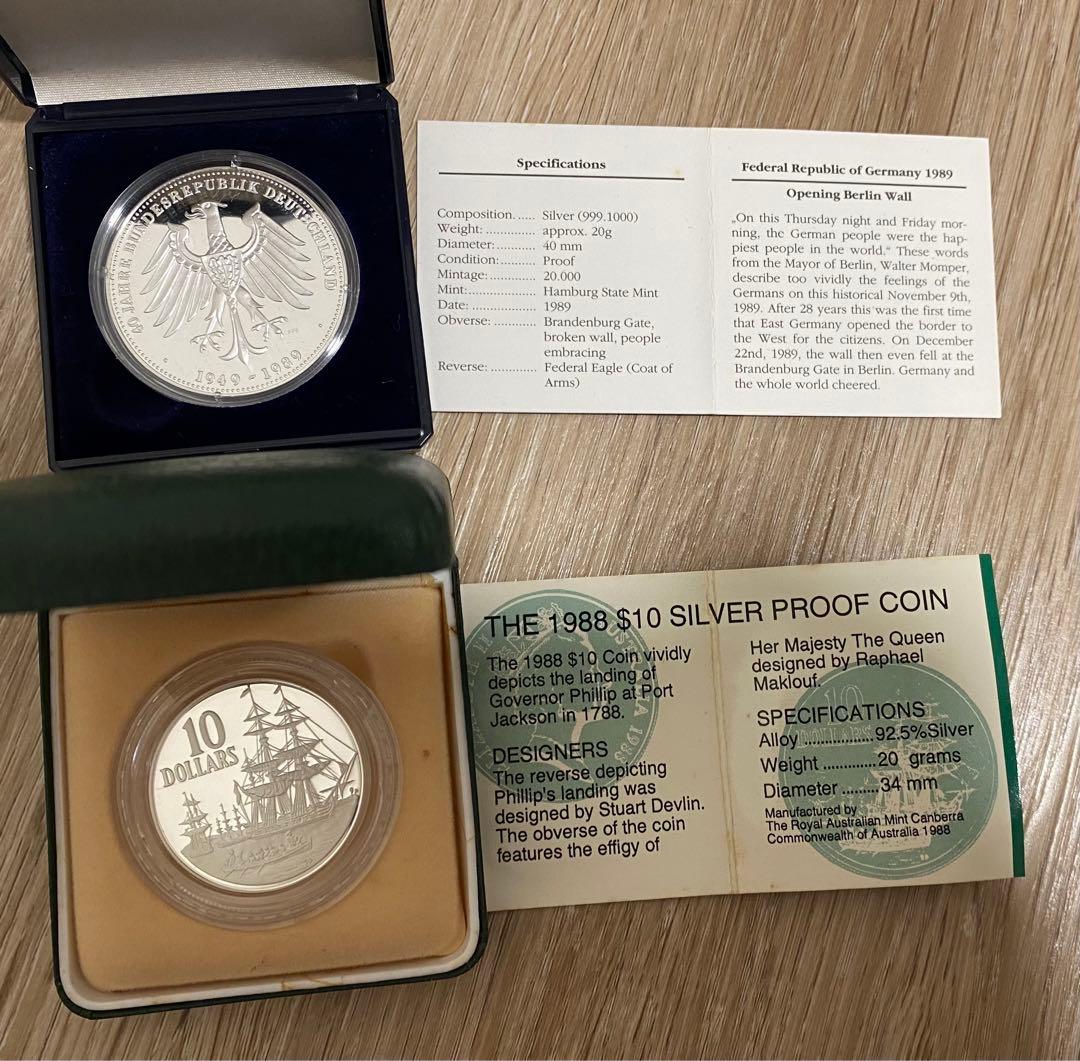 40 JAHRE BUNDESREPUBLIK DEUTSCHLAND
1949 - 1989
Specifications
Composition...... Silver (999.1000)
Weight: ............. approx. 20g
Diameter: ........... 40 mm
Condition:.......... Proof
Mintage:............. 20.000
Mint:................... Hamburg State Mint
Date: ................... 1989
Obverse: ............ Brandenburg Gate,
broken wall, people
embracing
Reverse: ............. Federal Eagle (Coat of
Arms)
Federal Republic of Germany 1989
Opening Berlin Wall
„On this Thursday night and Friday mor-
ning, the German people were the hap-
piest people in the world.“ These words
from the Mayor of Berlin, Walter Momper,
describe too vividly the feelings of the
Germans on this historical November 9th,
1989. After 28 years this was the first time
that East Germany opened the border to
the West for the citizens. On December
22nd, 1989, the wall then even fell at the
Brandenburg Gate in Berlin. Germany and
the whole world cheered.
10
DOLLARS
THE 1988 $10 SILVER PROOF COIN
The 1988 $10 Coin vividly
depicts the landing of
Governor Phillip at Port
Jackson in 1788.
DESIGNERS
The reverse depicting
Phillip's landing was
designed by Stuart Devlin.
The obverse of the coin
features the effigy of
Her Majesty The Queen
designed by Raphael
Maklouf.
SPECIFICATIONS
Alloy ................92.5%Silver
Weight .............20 grams
Diameter .........34 mm
Manufactured by
The Royal Australian Mint Canberra
Commonwealth of Australia 1988